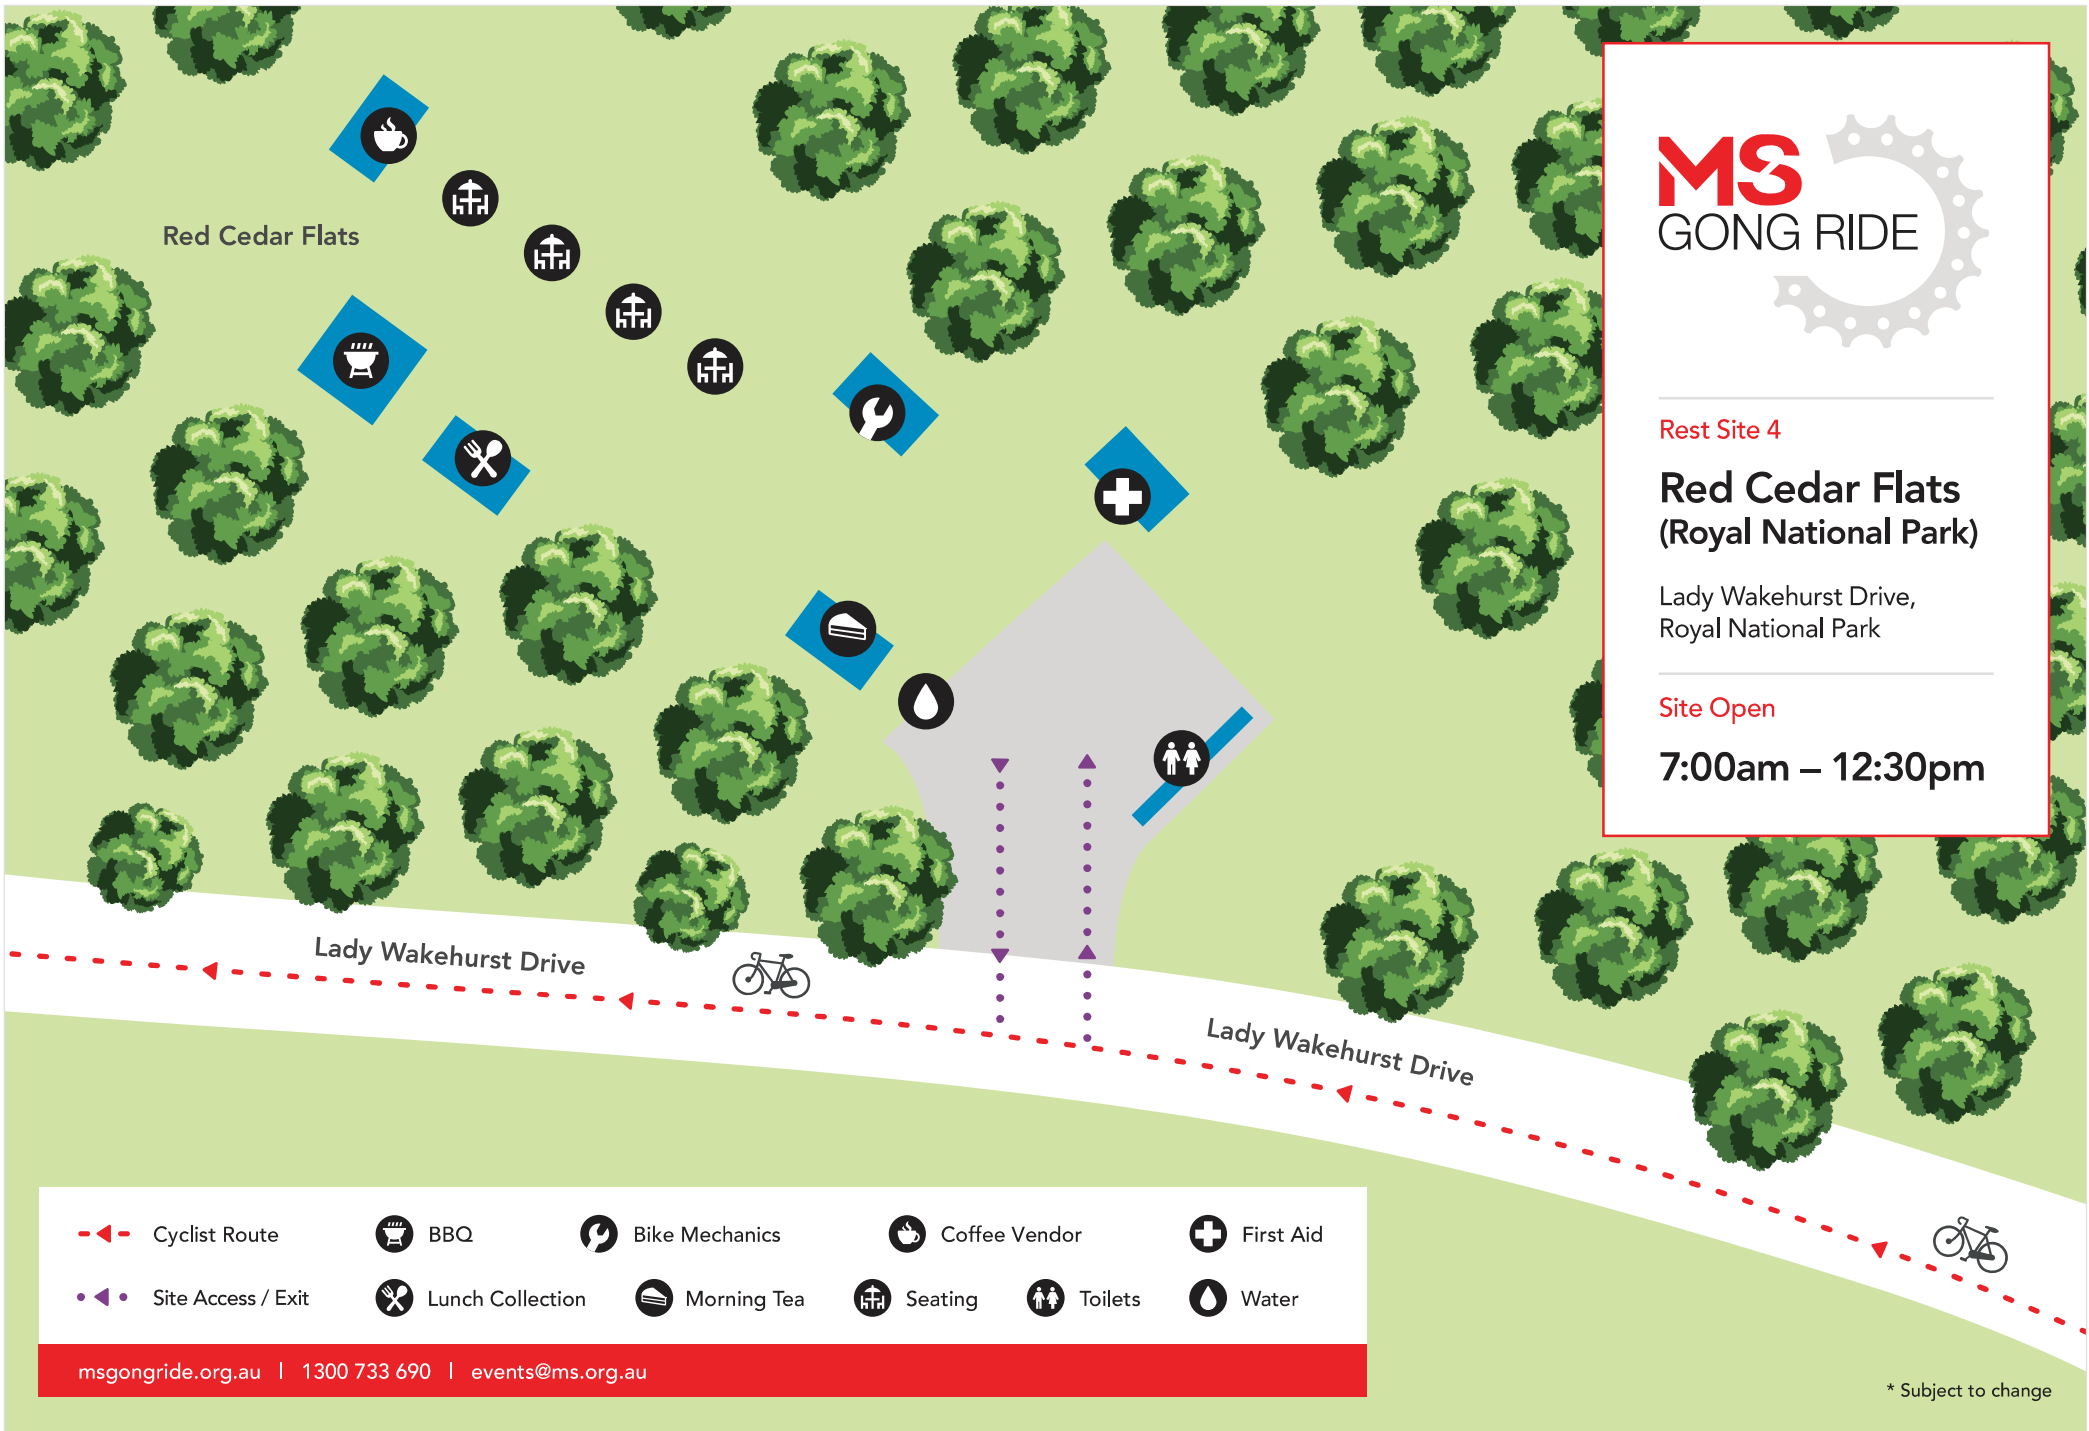 Red Cedar Flats
MS
GONG RIDE
Rest Site 4
Red Cedar Flats
(Royal National Park)
Lady Wakehurst Drive,
Royal National Park
Site Open
7:00am – 12:30pm
Lady Wakehurst Drive
Lady Wakehurst Drive
Cyclist Route
BBQ
Bike Mechanics
Coffee Vendor
First Aid
Site Access / Exit
Lunch Collection
Morning Tea
Seating
Toilets
Water
msgongride.org.au | 1300 733 690 | events@ms.org.au
* Subject to change